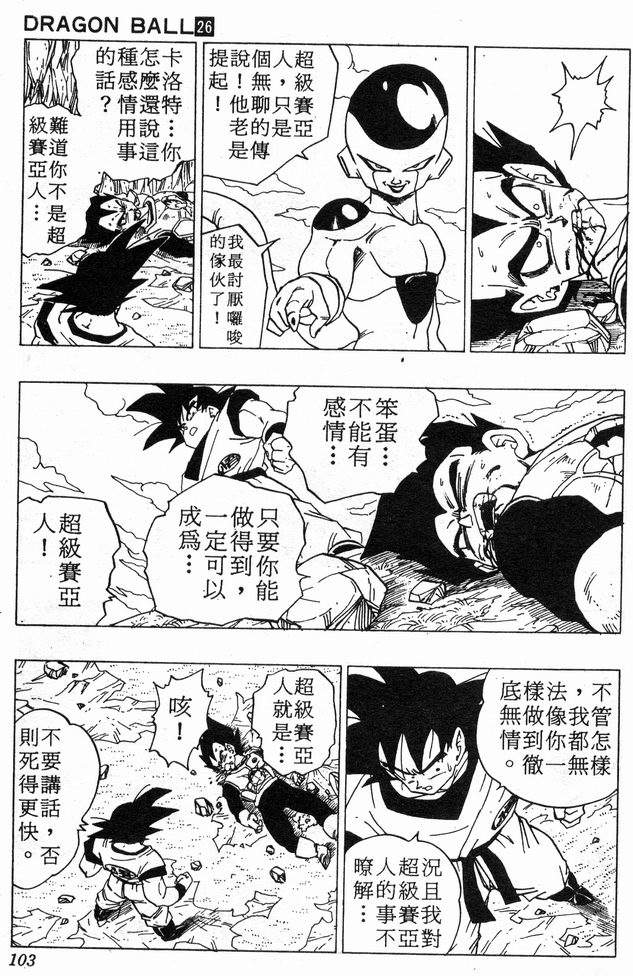 DRAGON BALL 26
超級賽亞
人，只是
個無聊的傳
說！他老是
提起！
我最討厭囉唆
的傢伙了！
卡洛特⋯你
怎麼還說這
種感情用事
的話？
難道你不是超
級賽亞人⋯
笨蛋⋯
不能有
感情⋯
只要你能
做得到，
一定可以
成爲⋯
超級賽亞
人！
不管怎樣
，我都無
法像你一
樣做到徹
底無情。
況且我對
超級賽亞
人的事不
暸解⋯
超級賽亞
人就是⋯
咳！
不要講話，否
則死得更快。
103